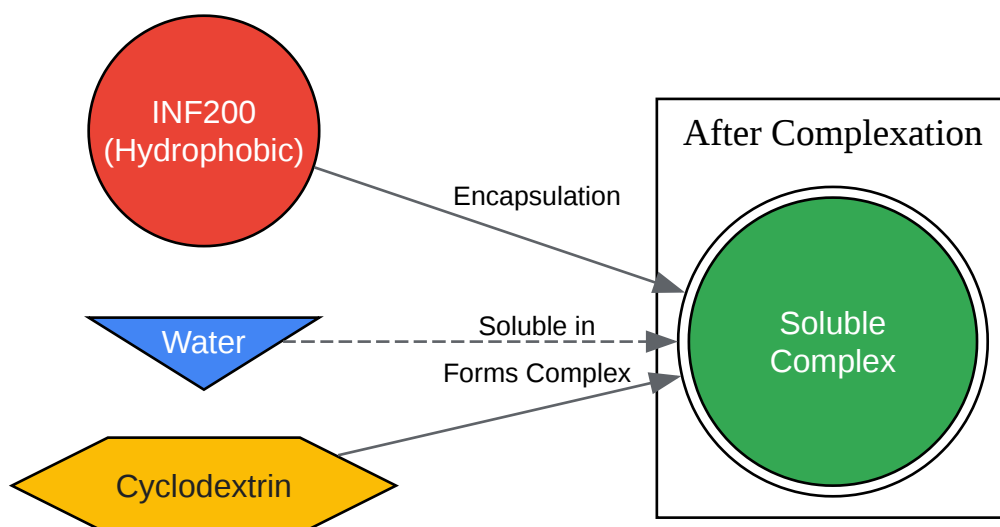 INF200
(Hydrophobic)
After Complexation
Encapsulation
Soluble in
Water
Soluble
Complex
Forms Complex
Cyclodextrin